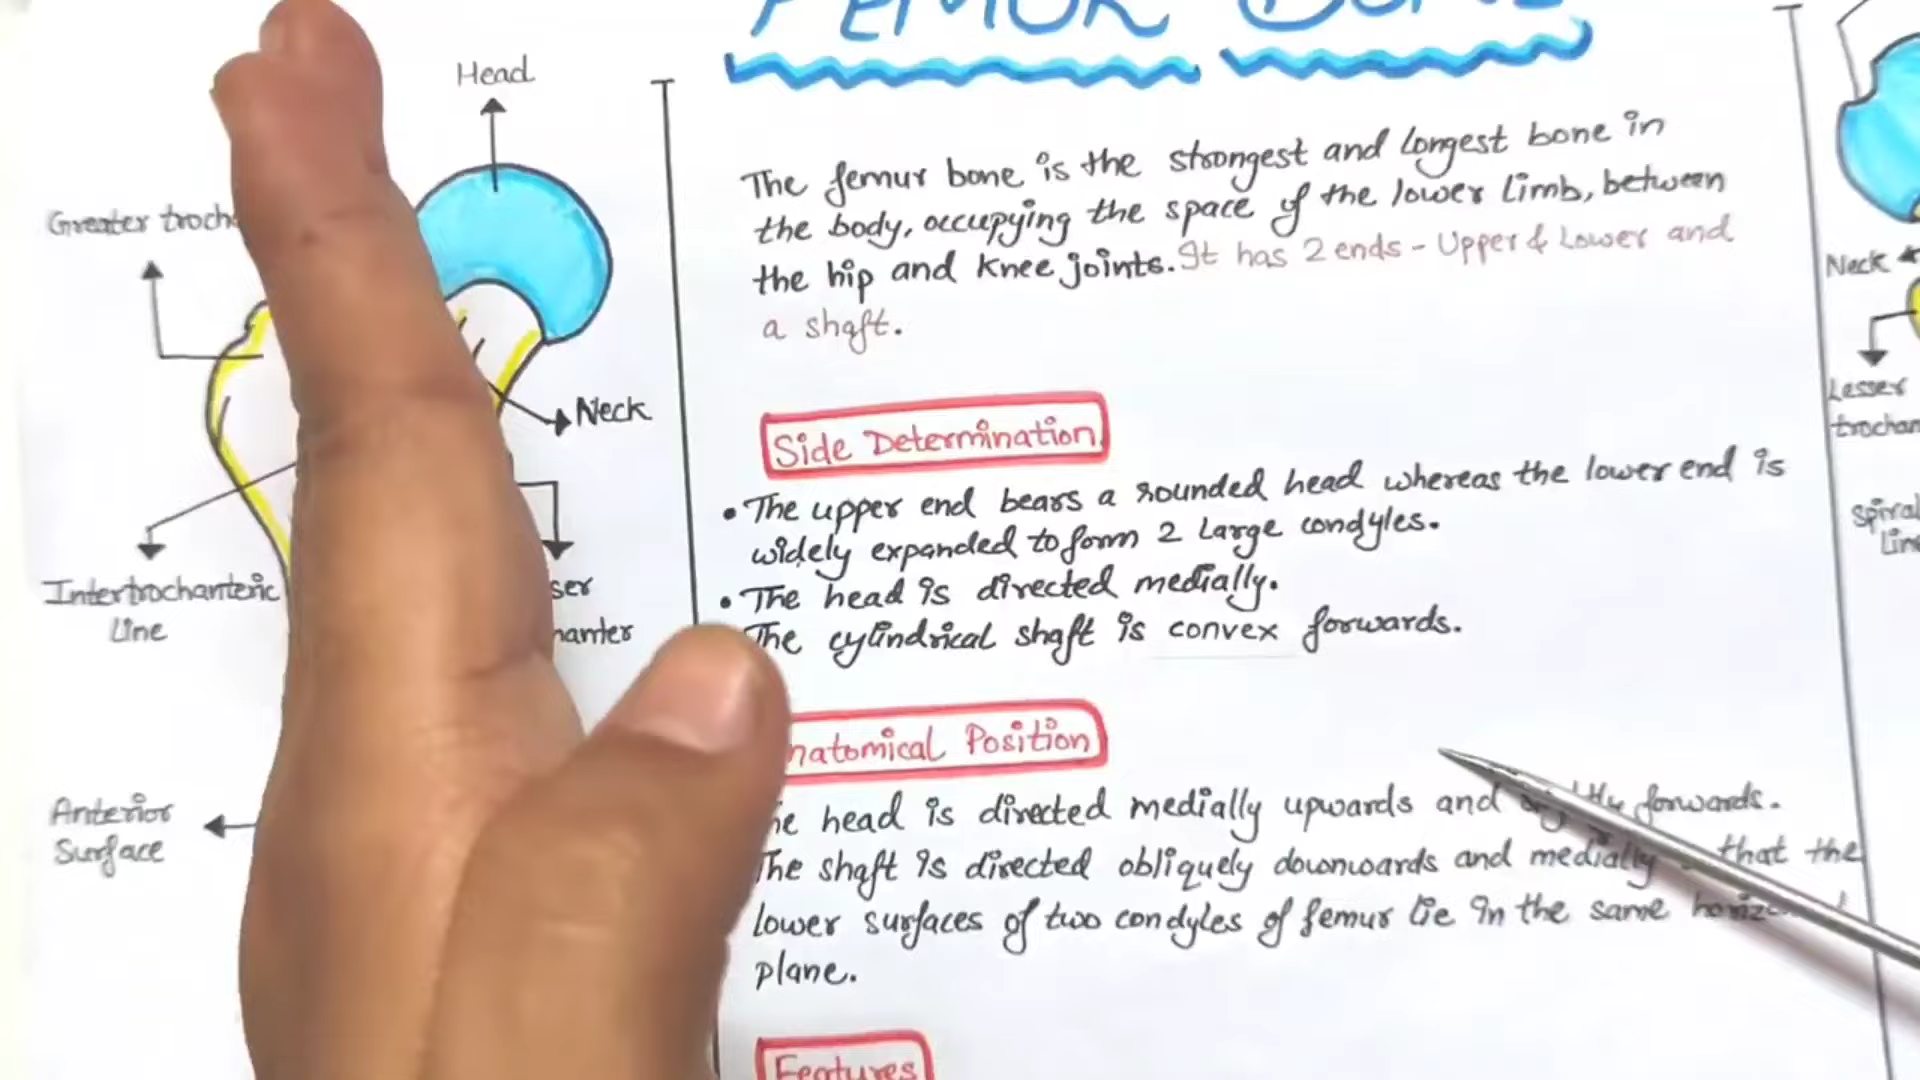 FEMUR BONE
Head
Greater troch
Neck
Intertrochanteric
Line
ser
hanter
Anterior
Surface
The femur bone is the strongest and longest bone in
the body, occupying the space of the lower limb, between
the hip and knee joints. It has 2 ends - Upper & Lower and
a shaft.
Side Determination
• The upper end bears a rounded head whereas the lower end is
widely expanded to form 2 large condyles.
• The head is directed medially.
The cylindrical shaft is convex forwards.
natomical Position
head is directed medially upwards and forwards.
The shaft is directed obliquely downwards and medially that the
lower surfaces of two condyles of femur lie in the same
plane.
Features
Neck
Lesser
trochan
Spiral
Line